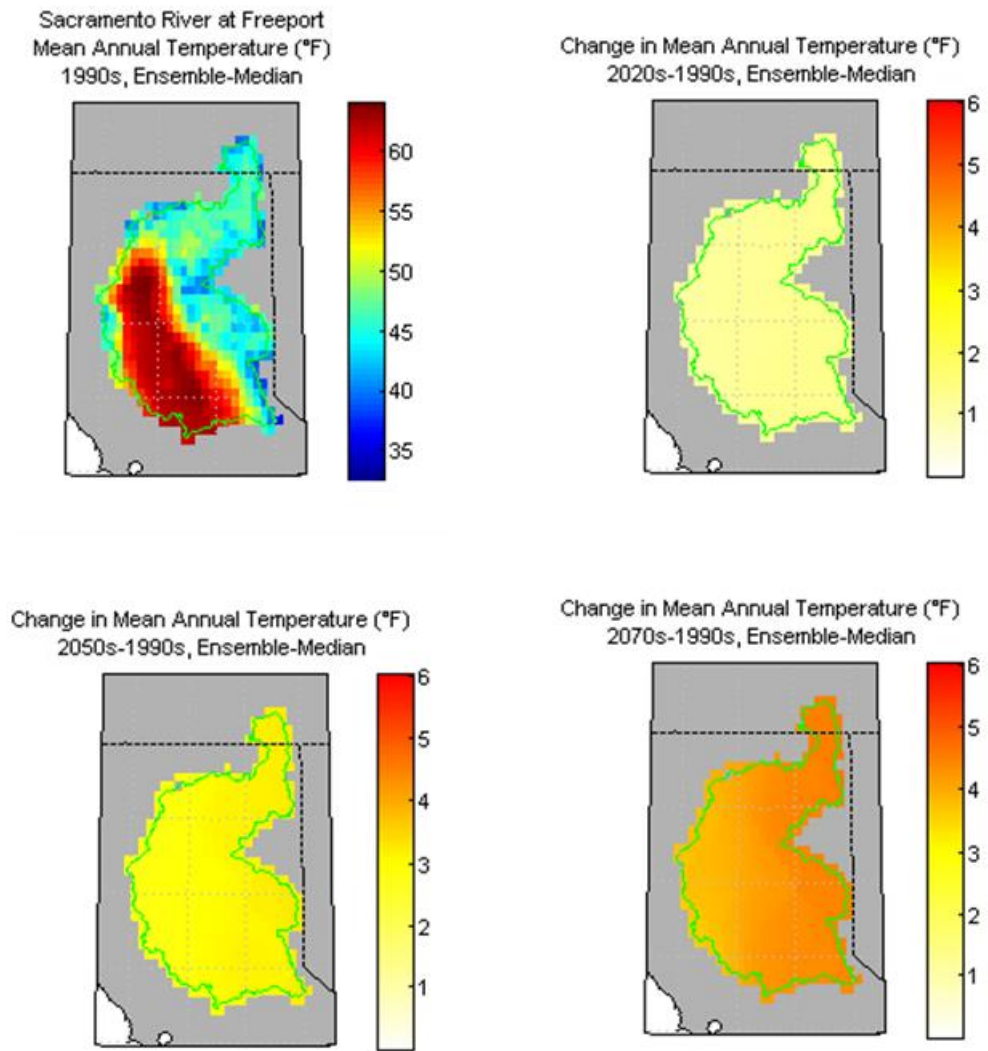 Sacramento River at Freeport
Mean Annual Temperature (°F)
1990s, Ensemble-Median
60
55
50
45
40
35
Change in Mean Annual Temperature (°F)
2020s-1990s, Ensemble-Median
6
5
4
3
2
1
Change in Mean Annual Temperature (°F)
2050s-1990s, Ensemble-Median
6
5
4
3
2
1
Change in Mean Annual Temperature (°F)
2070s-1990s, Ensemble-Median
6
5
4
3
2
1